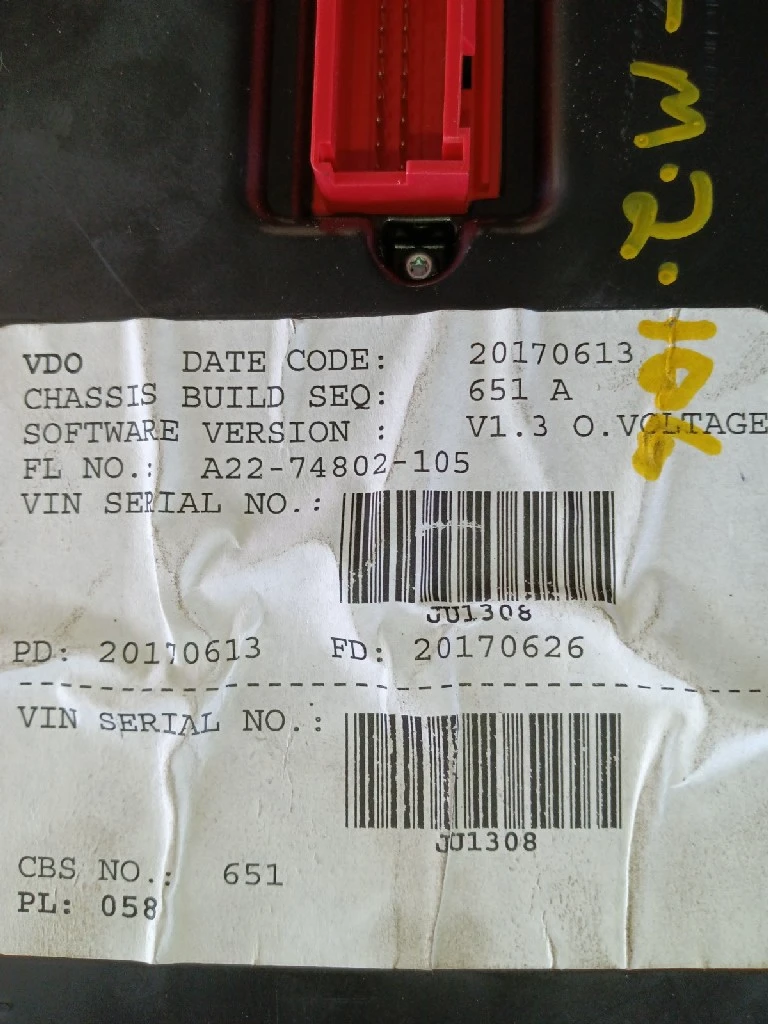 VDO DATE CODE: 20170613
CHASSIS BUILD SEQ: 651 A
SOFTWARE VERSION : V1.3 O.VOLTAGE
FL NO.: A22-74802-105
VIN SERIAL NO.:
JU1308
PD: 20170613 FD: 20170626
VIN SERIAL NO.:
JU1308
CBS NO.: 651
PL: 058